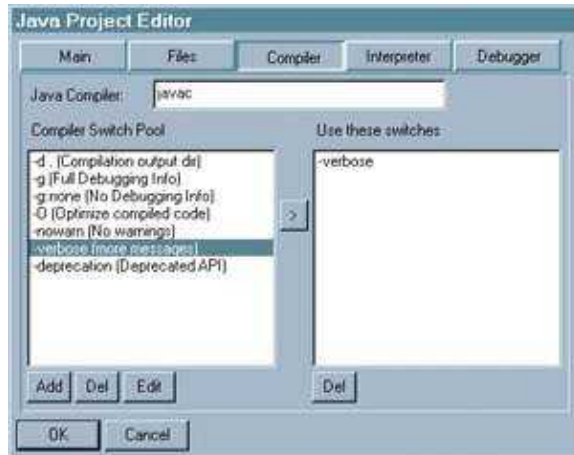 Java Project Editor
Main Files Compiler Interpreter Debugger
Java Compiler: javac
Compiler Switch Pool
-d . (Compilation output dir)
-g (Full Debugging Info)
-g:none (No Debugging Info)
-O (Optimize compiled code)
-nowarn (No warnings)
-verbose (more messages)
-deprecation (Deprecated API)
>
Use these switches
-verbose
Add Del Edit
Del
OK Cancel